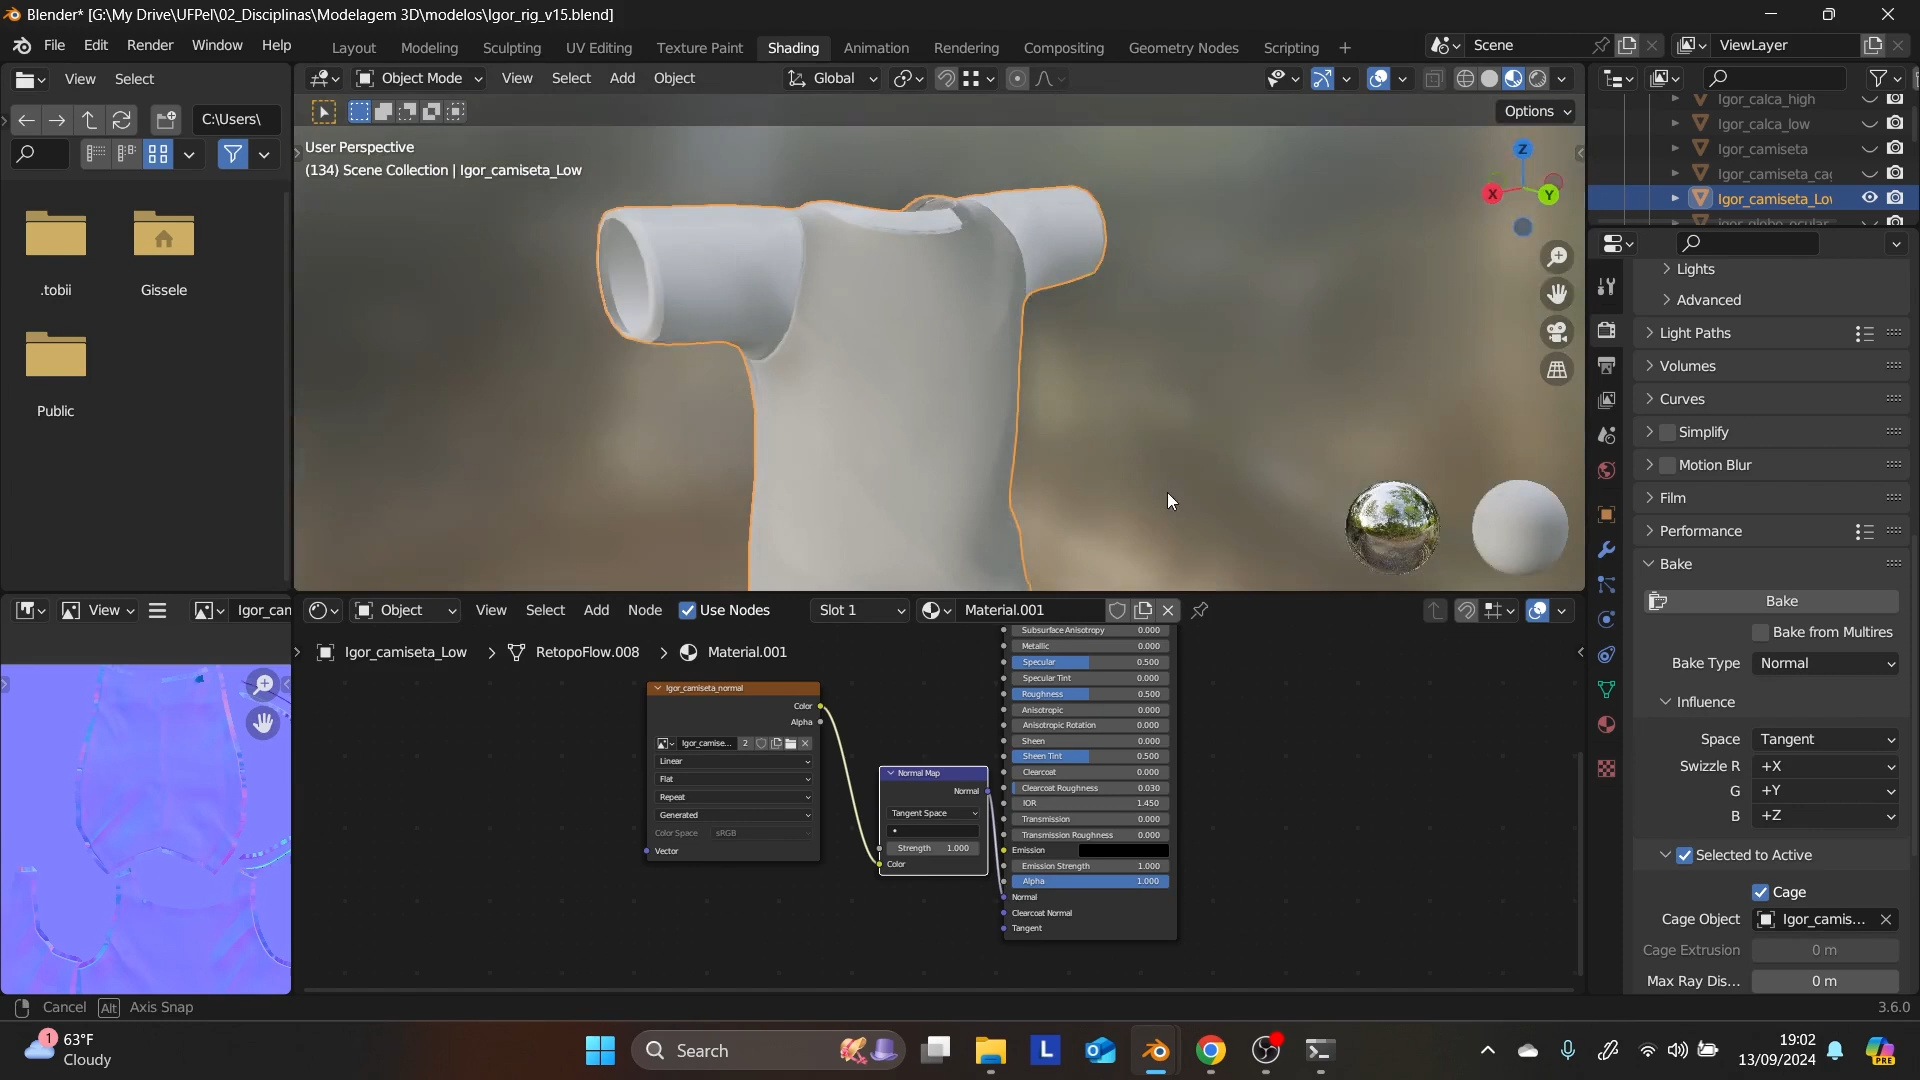 Blender* [G:\My Drive\UFPel\02_Disciplinas\Modelagem 3D\modelos\Igor_rig_v15.blend]
File Edit Render Window Help
Layout Modeling Sculpting UV Editing Texture Paint Shading Animation Rendering Compositing Geometry Nodes Scripting +
Scene
ViewLayer
View Select
Object Mode View Select Add Object
Global
C:\Users\
Options
User Perspective
(134) Scene Collection | Igor_camiseta_Low
Z
X
Y
.tobii
Gissele
Public
Igor_calca_high
Igor_calca_low
Igor_camiseta
Igor_camiseta_ca
Igor_camiseta_Lo
igor_globo_ocular
Lights
Advanced
Light Paths
Volumes
Curves
Simplify
Motion Blur
Film
Performance
Bake
Bake
Bake from Multires
Bake Type Normal
Influence
Space Tangent
Swizzle R +X
G +Y
B +Z
Selected to Active
Cage
Cage Object Igor_camis...
Cage Extrusion 0 m
Max Ray Dis... 0 m
View
Igor_can
Object View Select Add Node Use Nodes Slot 1 Material.001
Igor_camiseta_Low > RetopoFlow.008 > Material.001
Igor_camiseta_normal
Color
Alpha
Igor_camise... 2
Linear
Flat
Repeat
Generated
Color Space sRGB
Vector
Normal Map
Normal
Tangent Space
Strength 1.000
Color
Subsurface Anisotropy 0.000
Metallic 0.000
Specular 0.500
Specular Tint 0.000
Roughness 0.500
Anisotropic 0.000
Anisotropic Rotation 0.000
Sheen 0.000
Sheen Tint 0.500
Clearcoat 0.000
Clearcoat Roughness 0.030
IOR 1.450
Transmission 0.000
Transmission Roughness 0.000
Emission
Emission Strength 1.000
Alpha 1.000
Normal
Clearcoat Normal
Tangent
Cancel Alt Axis Snap
3.6.0
1
63°F
Cloudy
Search
L
19:02
13/09/2024
PRE